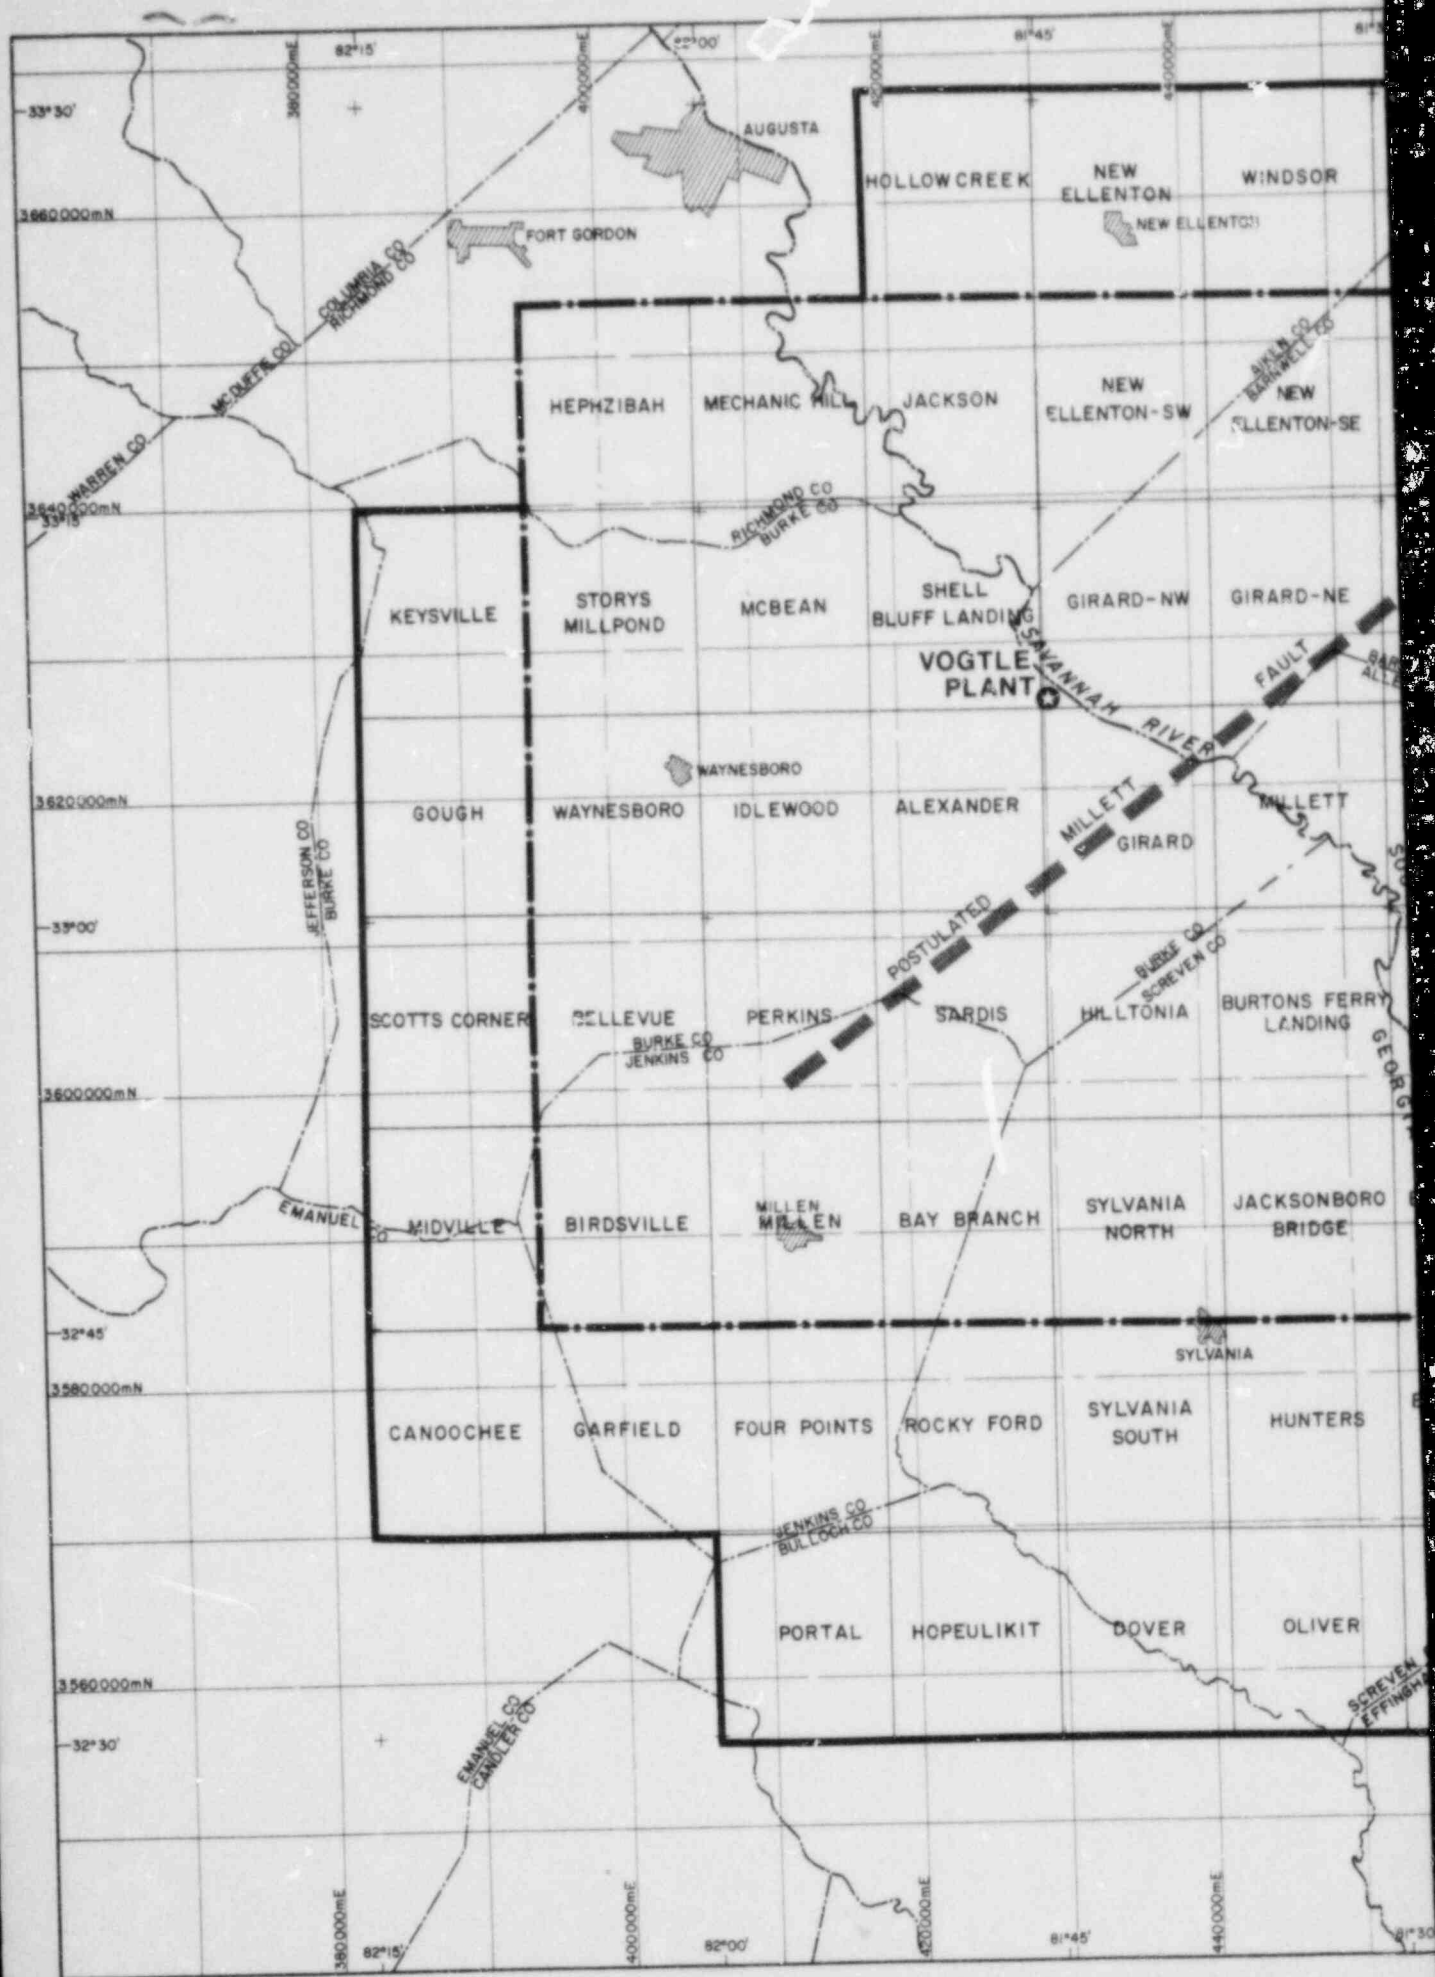 82°15'
380000mE
400000mE
82°00'
420000mE
81°45'
440000mE
33°30'
AUGUSTA
HOLLOW CREEK
NEW
ELLENTON
WINDSOR
3660000mN
FORT GORDON
NEW ELLENTON
COLUMBIA CO
RICHMOND CO
MCDUFFIE CO
AIKEN CO
BARNWELL CO
HEPHZIBAH
MECHANIC HILL
JACKSON
NEW
ELLENTON-SW
NEW
ELLENTON-SE
WARREN CO
3640000mN
33°15'
RICHMOND CO
BURKE CO
KEYSVILLE
STORYS
MILLPOND
MCBEAN
SHELL
BLUFF LANDING
GIRARD-NW
GIRARD-NE
VOGTLE
PLANT
SAVANNAH RIVER
FAULT
WAYNESBORO
3620000mN
GOUGH
WAYNESBORO
IDLEWOOD
ALEXANDER
MILLETT
GIRARD
MILLETT
JEFFERSON CO
BURKE CO
33°00'
POSTULATED
BURKE CO
SCREVEN CO
SCOTTS CORNER
BELLEVUE
PERKINS
SARDIS
HILLTONIA
BURTONS FERRY
LANDING
BURKE CO
JENKINS CO
3600000mN
EMANUEL CO
MIDVILLE
BIRDSVILLE
MILLEN
MILLEN
BAY BRANCH
SYLVANIA
NORTH
JACKSONBORO
BRIDGE
32°45'
SYLVANIA
3580000mN
CANOOCHEE
GARFIELD
FOUR POINTS
ROCKY FORD
SYLVANIA
SOUTH
HUNTERS
JENKINS CO
BULLOCH CO
PORTAL
HOPEULIKIT
DOVER
OLIVER
3560000mN
SCREVEN
32°30'
EMANUEL CO
CANDLER CO
380000mE
82°15'
400000mE
82°00'
420000mE
81°45'
440000mE
81°30